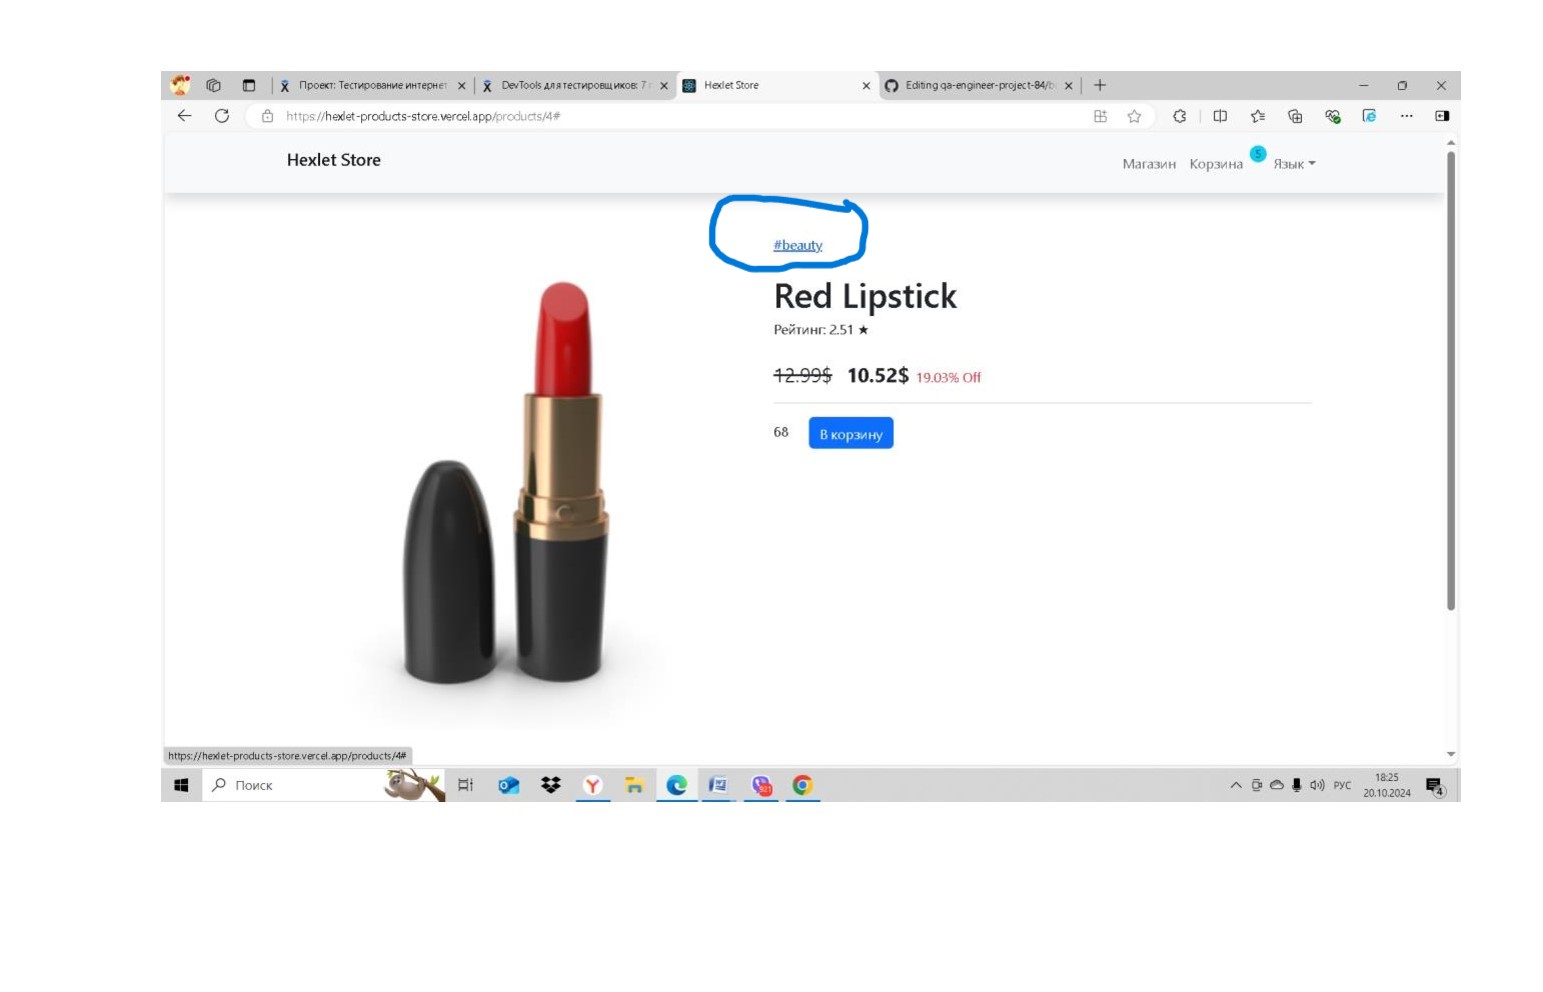 Проект: Тестирование интернет
DevTools для тестировщиков: 7
Hexlet Store
Editing qa-engineer-project-84/b
https://hexlet-products-store.vercel.app/products/4#
Hexlet Store
Магазин Корзина 5 Язык
#beauty
Red Lipstick
Рейтинг: 2.51 ★
12.99$ 10.52$ 19.03% Off
68 В корзину
https://hexlet-products-store.vercel.app/products/4#
Поиск
РУС
18:25
20.10.2024
4